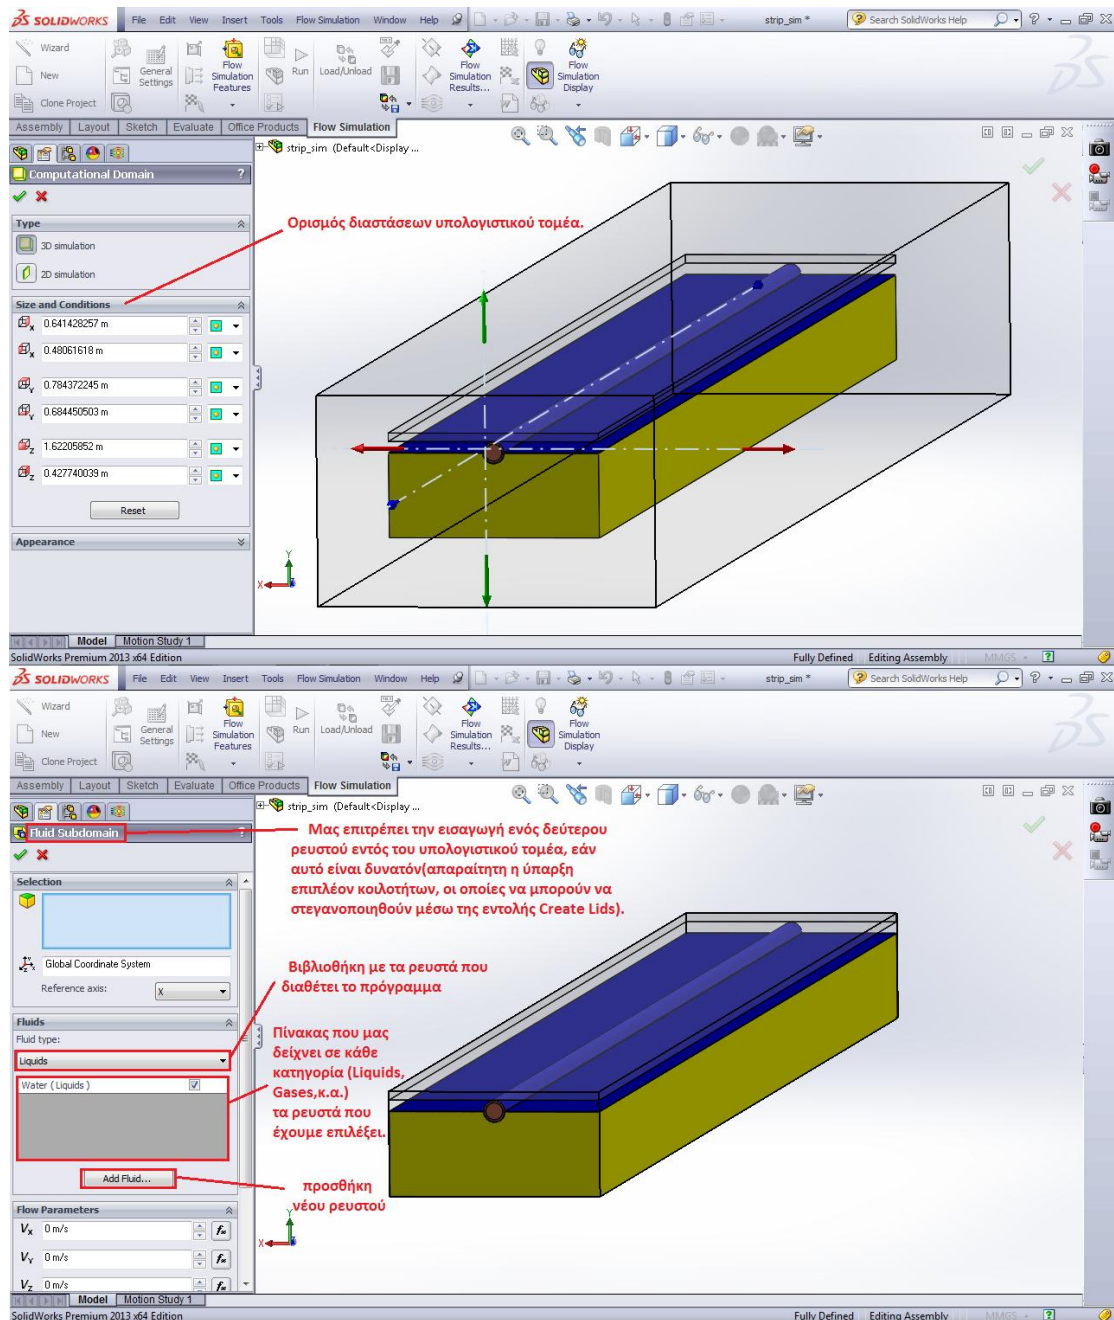 SOLIDWORKS File Edit View Insert Tools Flow Simulation Window Help strip_sim * Search SolidWorks Help
Wizard
New
Clone Project
General Settings
Flow Simulation Features
Run
Load/Unload
Flow Simulation Results...
Flow Simulation Display
Assembly Layout Sketch Evaluate Office Products Flow Simulation
strip_sim (Default<Display ...
Computational Domain ?
Type
3D simulation
2D simulation
Ορισμός διαστάσεων υπολογιστικού τομέα.
Size and Conditions
X 0.641428257 m
X 0.48061618 m
Y 0.784372245 m
Y 0.684450503 m
Z 1.62205852 m
Z 0.427740039 m
Reset
Appearance
Y
X
Model Motion Study 1
SolidWorks Premium 2013 x64 Edition Fully Defined Editing Assembly MMGS
SOLIDWORKS File Edit View Insert Tools Flow Simulation Window Help strip_sim * Search SolidWorks Help
Wizard
New
Clone Project
General Settings
Flow Simulation Features
Run
Load/Unload
Flow Simulation Results...
Flow Simulation Display
Assembly Layout Sketch Evaluate Office Products Flow Simulation
strip_sim (Default<Display ...
Fluid Subdomain ?
Μας επιτρέπει την εισαγωγή ενός δεύτερου
ρευστού εντός του υπολογιστικού τομέα, εάν
αυτό είναι δυνατόν(απαραίτητη η ύπαρξη
επιπλέον κοιλοτήτων, οι οποίες να μπορούν να
στεγανοποιηθούν μέσω της εντολής Create Lids).
Selection
Global Coordinate System
Reference axis: X
Βιβλιοθήκη με τα ρευστά που
διαθέτει το πρόγραμμα
Fluids
Fluid type:
Liquids
Water ( Liquids )
Πίνακας που μας
δείχνει σε κάθε
κατηγορία (Liquids,
Gases,κ.α.)
τα ρευστά που
έχουμε επιλέξει.
Add Fluid...
προσθήκη
νέου ρευστού
Flow Parameters
Vx 0 m/s
VY 0 m/s
Vz 0 m/s
Y
X
Model Motion Study 1
SolidWorks Premium 2013 x64 Edition Fully Defined Editing Assembly MMGS